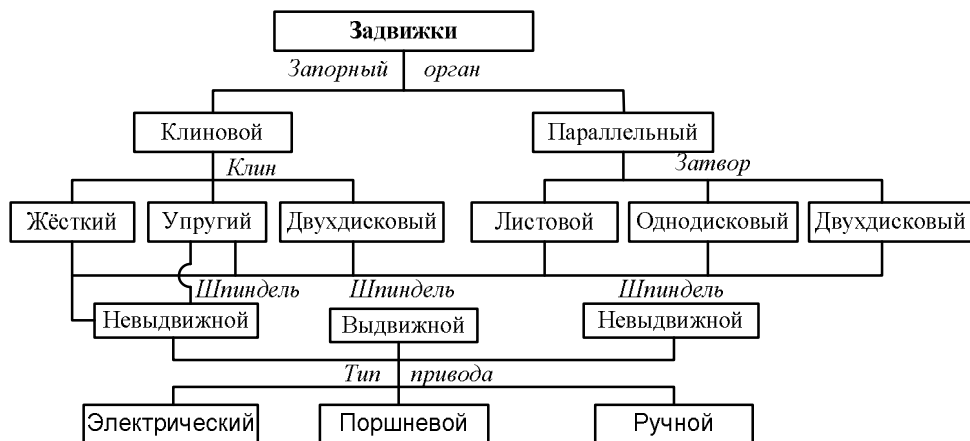 Задвижки
Запорный орган
Клиновой Параллельный
Клин Затвор
Жёсткий Упругий Двухдисковый Листовой Однодисковый Двухдисковый
Шпиндель Шпиндель Шпиндель
Невыдвижной Выдвижной Невыдвижной
Тип привода
Электрический Поршневой Ручной